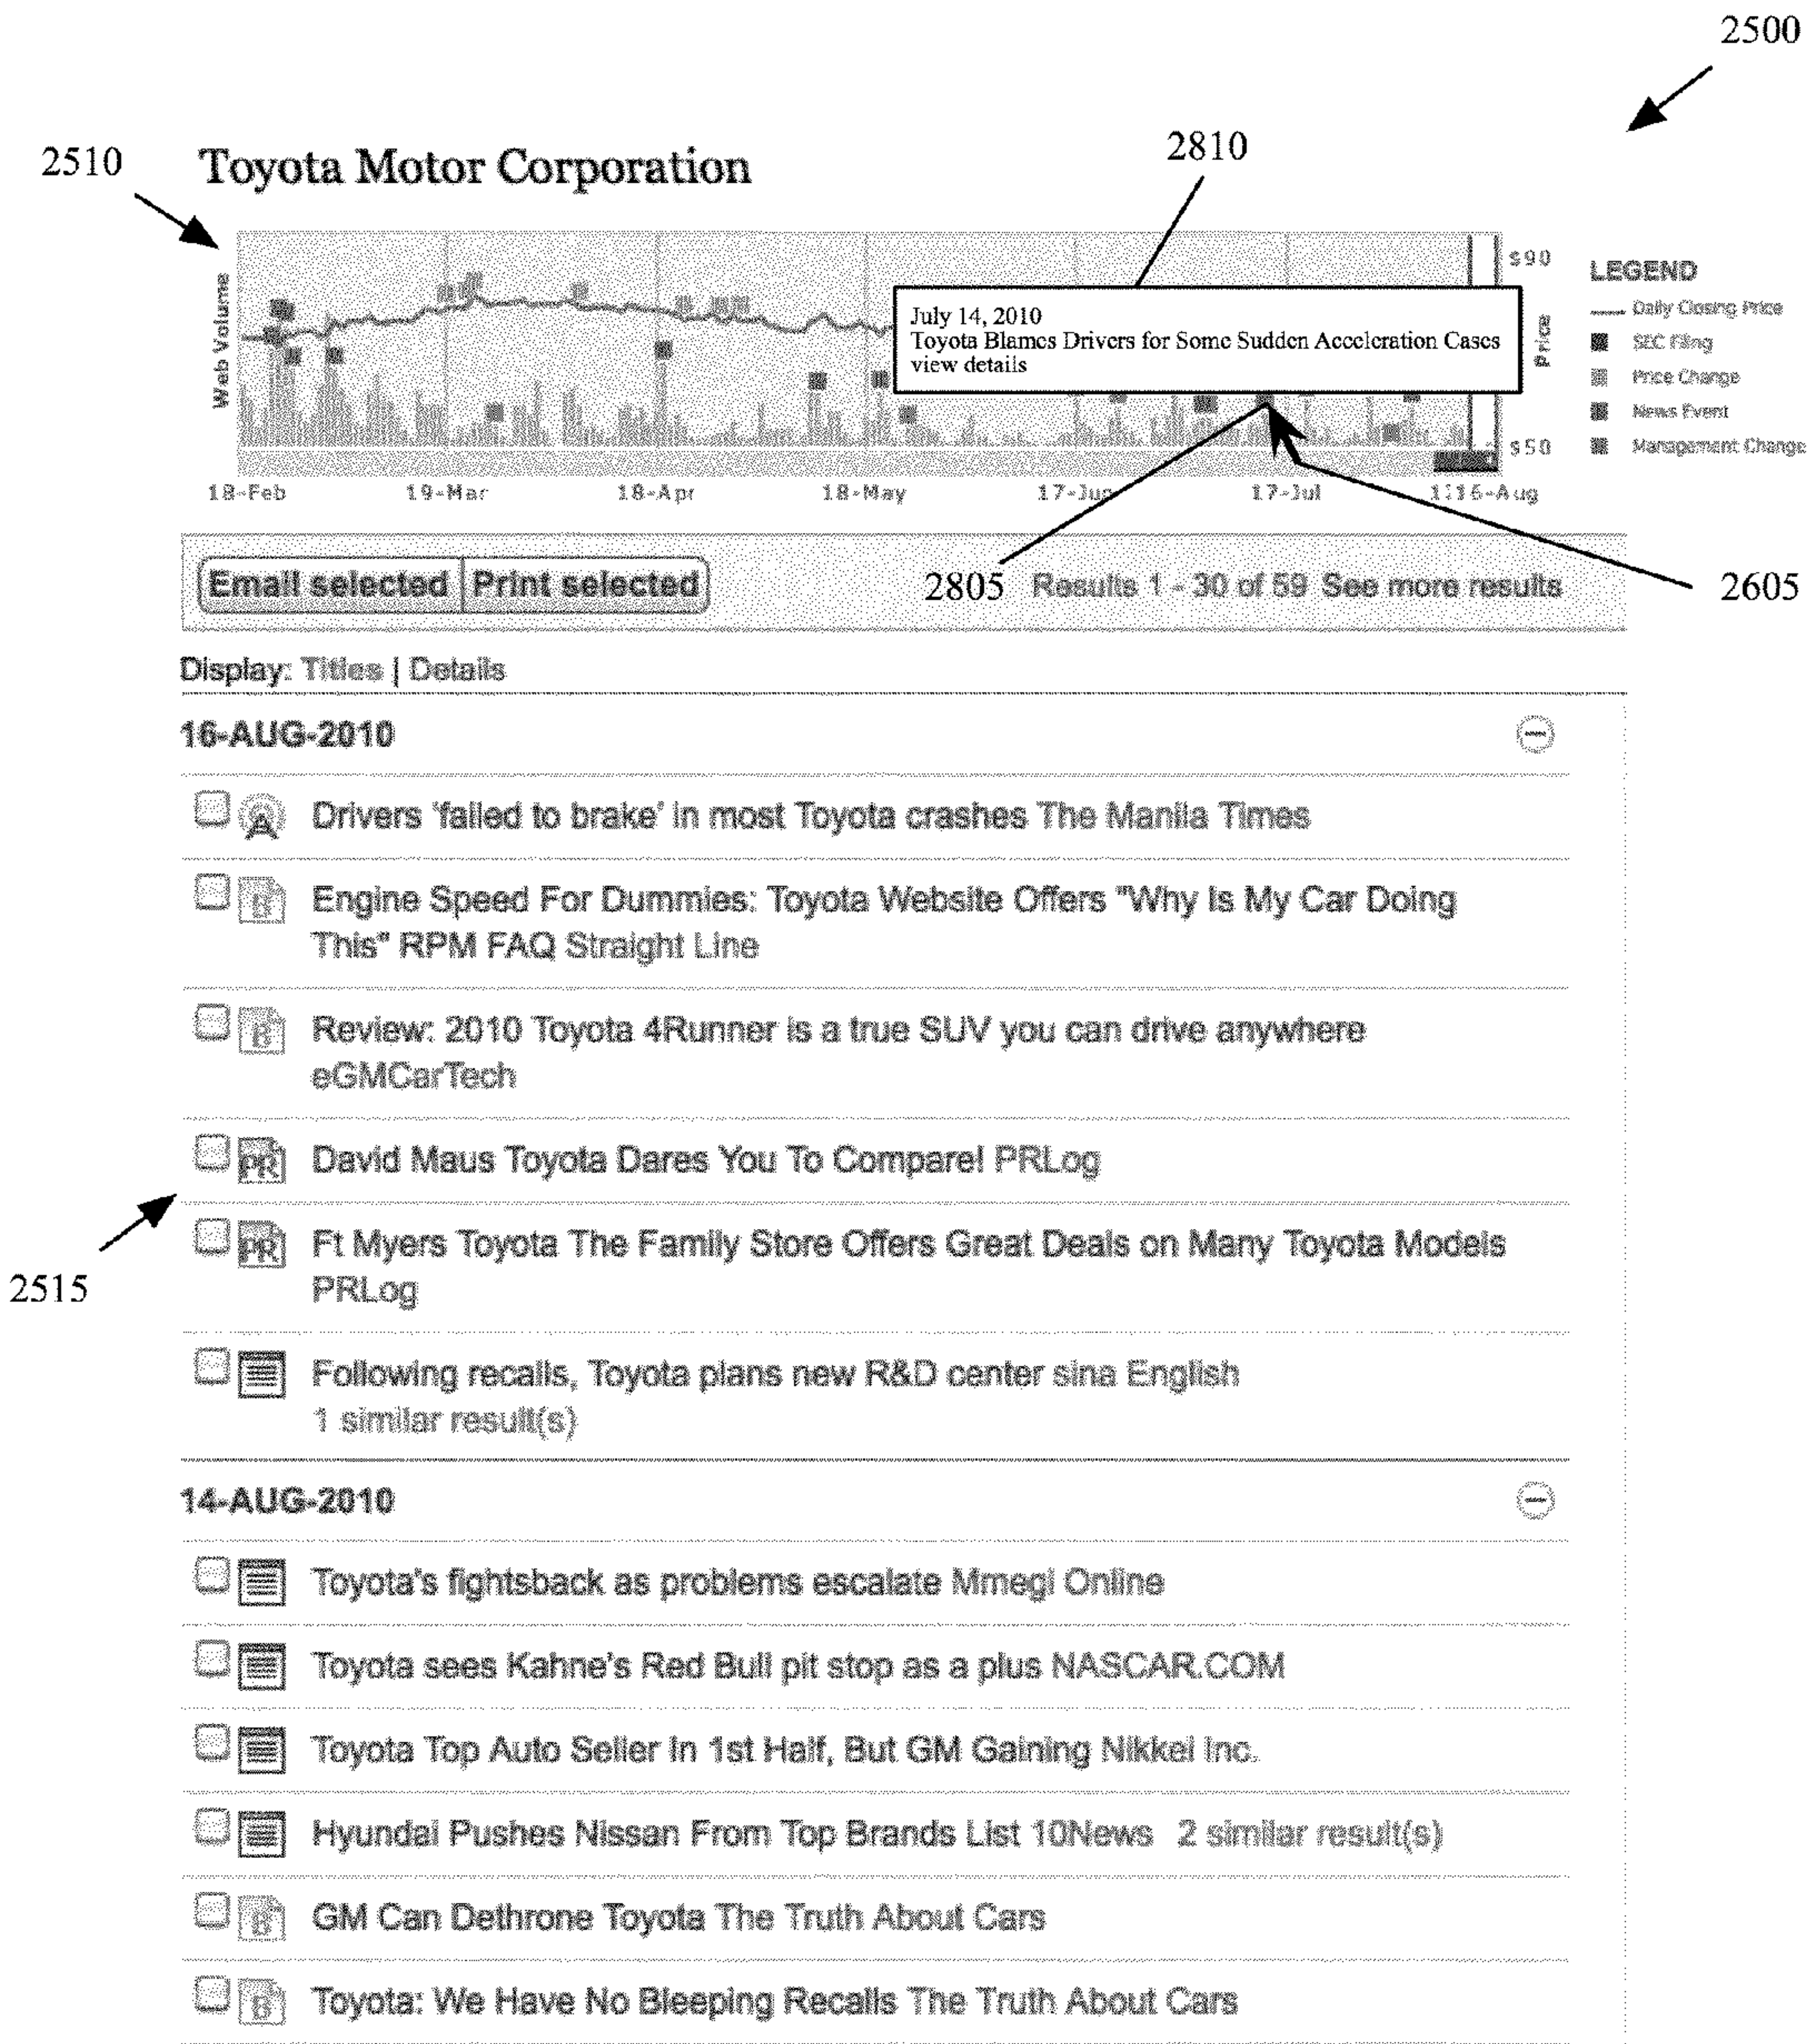 2500
2510
Toyota Motor Corporation
2810
Web Volume
$90
Price
$50
July 14, 2010
Toyota Blames Drivers for Some Sudden Acceleration Cases
view details
LEGEND
Daily Closing Price
SEC Filing
Price Change
News Event
Management Change
18-Feb 19-Mar 18-Apr 18-May 17-Jun 17-Jul 16-Aug
Email selected Print selected
2805
Results 1 - 30 of 59 See more results
2605
Display: Titles | Details
16-AUG-2010
Drivers 'failed to brake' in most Toyota crashes The Manila Times
B Engine Speed For Dummies: Toyota Website Offers "Why Is My Car Doing
This" RPM FAQ Straight Line
B Review: 2010 Toyota 4Runner is a true SUV you can drive anywhere
eGMCarTech
PR David Maus Toyota Dares You To Compare! PRLog
2515
PR Ft Myers Toyota The Family Store Offers Great Deals on Many Toyota Models
PRLog
Following recalls, Toyota plans new R&D center sina English
1 similar result(s)
14-AUG-2010
Toyota's fightsback as problems escalate Mmegi Online
Toyota sees Kahne's Red Bull pit stop as a plus NASCAR.COM
Toyota Top Auto Seller In 1st Half, But GM Gaining Nikkei Inc.
Hyundai Pushes Nissan From Top Brands List 10News 2 similar result(s)
B GM Can Dethrone Toyota The Truth About Cars
B Toyota: We Have No Bleeping Recalls The Truth About Cars